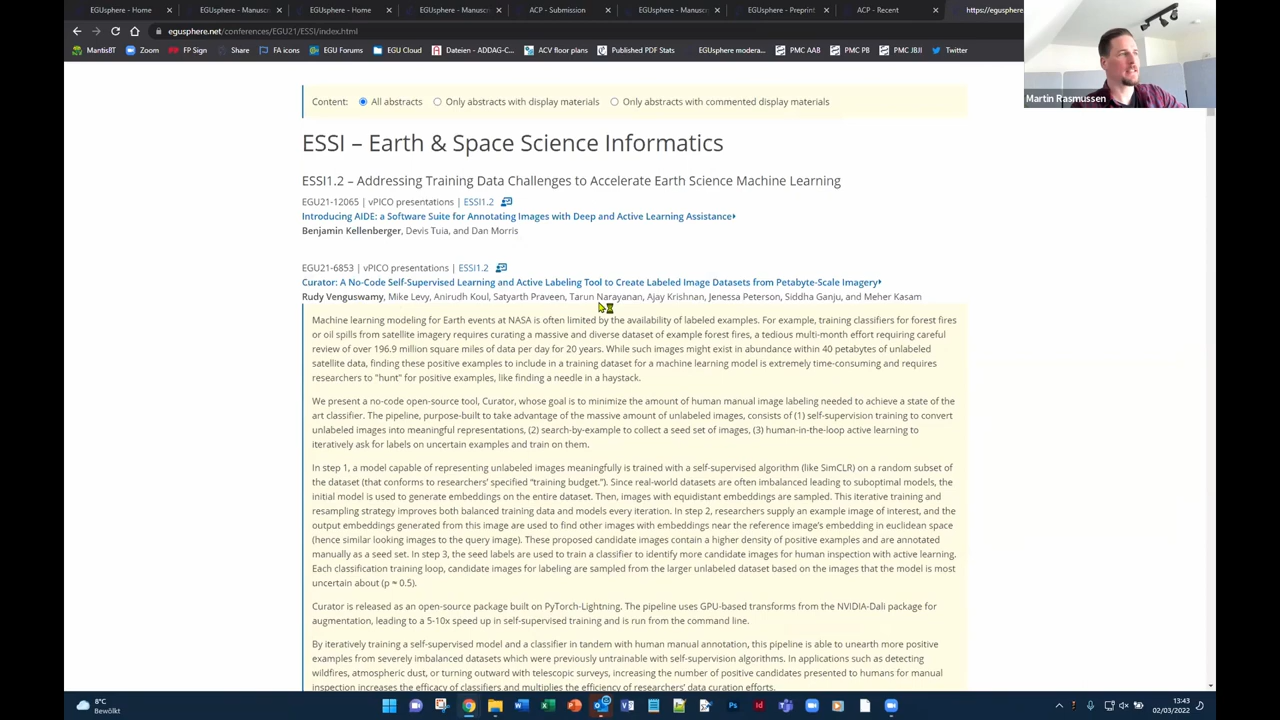 EGUsphere - Home
EGUsphere - Manuscr
EGUsphere - Home
EGUsphere - Manuscr
ACP - Submission
EGUsphere - Manuscr
EGUsphere - Preprint
ACP - Recent
https://eg
egusphere.net/conferences/EGU21/ESSI/index.html
MantisBT
Zoom
FP Sign
Share
FA icons
EGU Forums
EGU Cloud
Dateien - ADDAG-C...
ACV floor plans
Published PDF Stats
EGUsphere modera...
PMC AAB
PMC PB
PMC JBJI
Twitter
Martin Rasmussen
Content: All abstracts Only abstracts with display materials Only abstracts with commented display materials
ESSI – Earth & Space Science Informatics
ESSI1.2 – Addressing Training Data Challenges to Accelerate Earth Science Machine Learning
EGU21-12065 | vPICO presentations | ESSI1.2
Introducing AIDE: a Software Suite for Annotating Images with Deep and Active Learning Assistance
Benjamin Kellenberger, Devis Tuia, and Dan Morris
EGU21-6853 | vPICO presentations | ESSI1.2
Curator: A No-Code Self-Supervised Learning and Active Labeling Tool to Create Labeled Image Datasets from Petabyte-Scale Imagery
Rudy Venguswamy, Mike Levy, Anirudh Koul, Satyarth Praveen, Tarun Narayanan, Ajay Krishnan, Jenessa Peterson, Siddha Ganju, and Meher Kasam
Machine learning modeling for Earth events at NASA is often limited by the availability of labeled examples. For example, training classifiers for forest fires
or oil spills from satellite imagery requires curating a massive and diverse dataset of example forest fires, a tedious multi-month effort requiring careful
review of over 196.9 million square miles of data per day for 20 years. While such images might exist in abundance within 40 petabytes of unlabeled
satellite data, finding these positive examples to include in a training dataset for a machine learning model is extremely time-consuming and requires
researchers to "hunt" for positive examples, like finding a needle in a haystack.
We present a no-code open-source tool, Curator, whose goal is to minimize the amount of human manual image labeling needed to achieve a state of the
art classifier. The pipeline, purpose-built to take advantage of the massive amount of unlabeled images, consists of (1) self-supervision training to convert
unlabeled images into meaningful representations, (2) search-by-example to collect a seed set of images, (3) human-in-the-loop active learning to
iteratively ask for labels on uncertain examples and train on them.
In step 1, a model capable of representing unlabeled images meaningfully is trained with a self-supervised algorithm (like SimCLR) on a random subset of
the dataset (that conforms to researchers' specified "training budget."). Since real-world datasets are often imbalanced leading to suboptimal models, the
initial model is used to generate embeddings on the entire dataset. Then, images with equidistant embeddings are sampled. This iterative training and
resampling strategy improves both balanced training data and models every iteration. In step 2, researchers supply an example image of interest, and the
output embeddings generated from this image are used to find other images with embeddings near the reference image's embedding in euclidean space
(hence similar looking images to the query image). These proposed candidate images contain a higher density of positive examples and are annotated
manually as a seed set. In step 3, the seed labels are used to train a classifier to identify more candidate images for human inspection with active learning.
Each classification training loop, candidate images for labeling are sampled from the larger unlabeled dataset based on the images that the model is most
uncertain about (p ≈ 0.5).
Curator is released as an open-source package built on PyTorch-Lightning. The pipeline uses GPU-based transforms from the NVIDIA-Dali package for
augmentation, leading to a 5-10x speed up in self-supervised training and is run from the command line.
By iteratively training a self-supervised model and a classifier in tandem with human manual annotation, this pipeline is able to unearth more positive
examples from severely imbalanced datasets which were previously untrainable with self-supervision algorithms. In applications such as detecting
wildfires, atmospheric dust, or turning outward with telescopic surveys, increasing the number of positive candidates presented to humans for manual
inspection increases the efficacy of classifiers and multiplies the efficiency of researchers' data curation efforts.
8°C
Bewölkt
13:43
02/03/2022